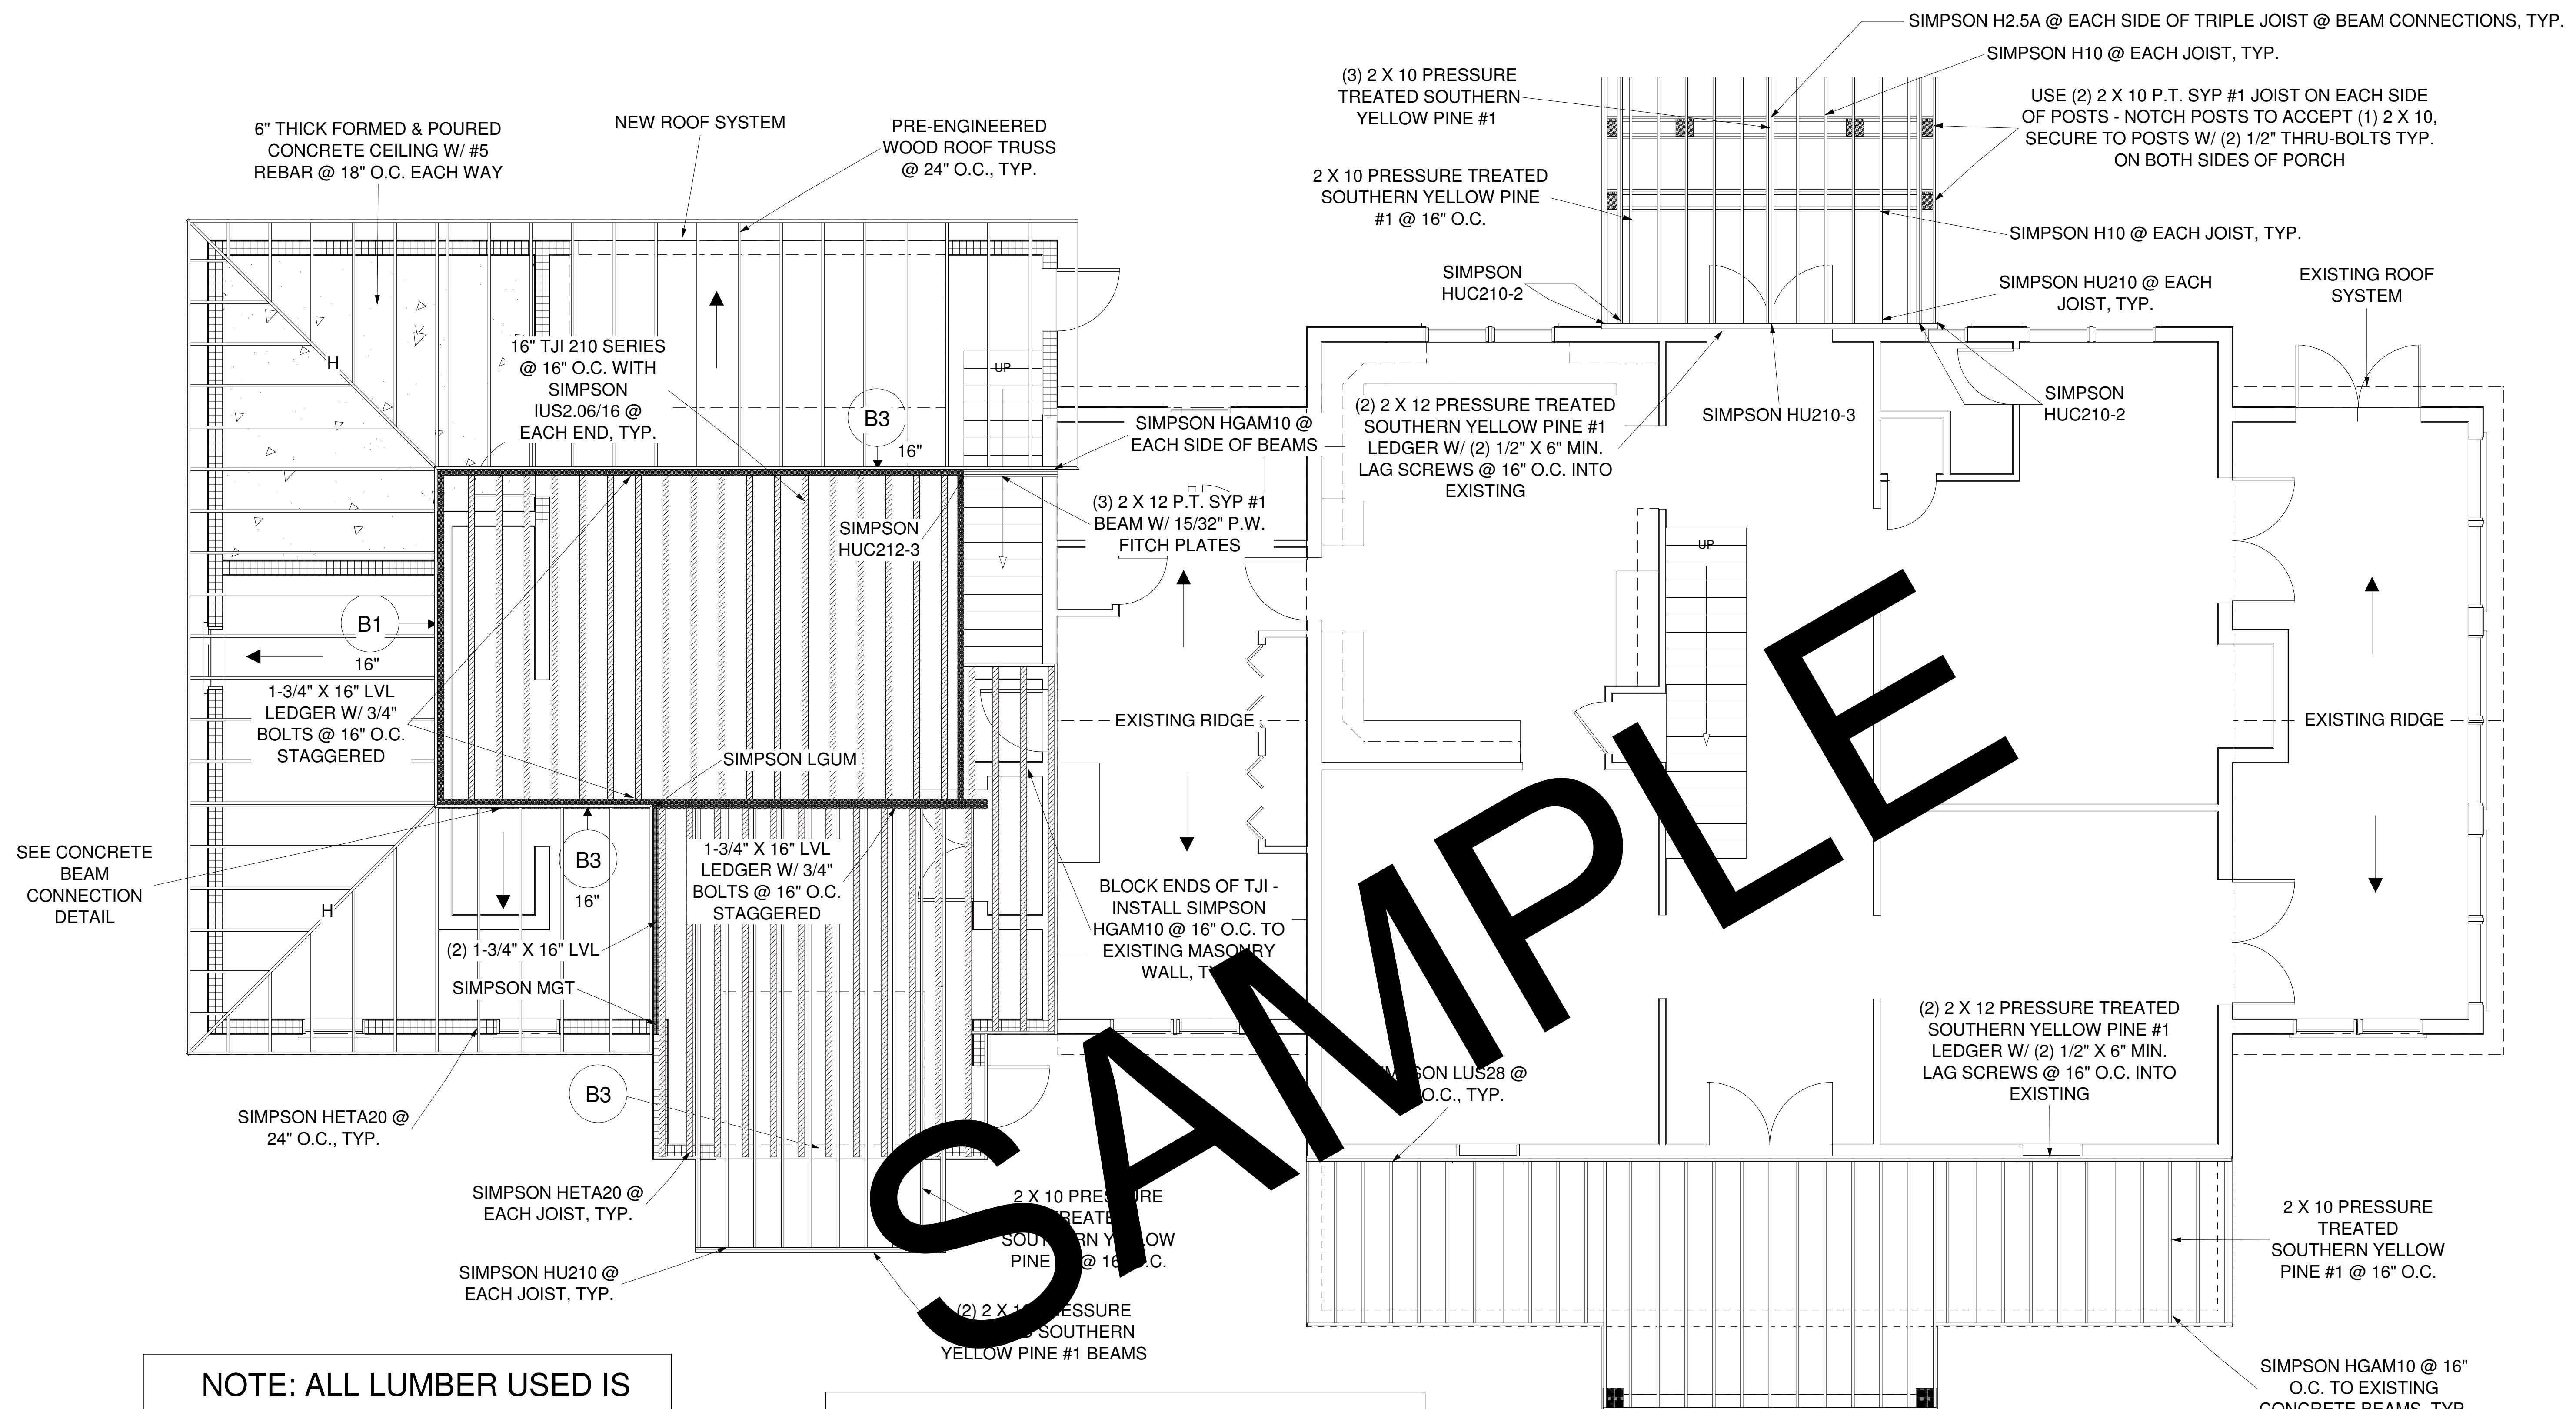 SIMPSON H2.5A @ EACH SIDE OF TRIPLE JOIST @ BEAM CONNECTIONS, TYP.
SIMPSON H10 @ EACH JOIST, TYP.
(3) 2 X 10 PRESSURE
TREATED SOUTHERN
YELLOW PINE #1
USE (2) 2 X 10 P.T. SYP #1 JOIST ON EACH SIDE
OF POSTS - NOTCH POSTS TO ACCEPT (1) 2 X 10,
SECURE TO POSTS W/ (2) 1/2" THRU-BOLTS TYP.
ON BOTH SIDES OF PORCH
6" THICK FORMED & POURED
CONCRETE CEILING W/ #5
REBAR @ 18" O.C. EACH WAY
NEW ROOF SYSTEM
PRE-ENGINEERED
WOOD ROOF TRUSS
@ 24" O.C., TYP.
2 X 10 PRESSURE TREATED
SOUTHERN YELLOW PINE
#1 @ 16" O.C.
SIMPSON H10 @ EACH JOIST, TYP.
SIMPSON
HUC210-2
SIMPSON HU210 @ EACH
JOIST, TYP.
EXISTING ROOF
SYSTEM
H
16" TJI 210 SERIES
@ 16" O.C. WITH
SIMPSON
IUS2.06/16 @
EACH END, TYP.
UP
B3
16"
SIMPSON HGAM10 @
EACH SIDE OF BEAMS
(2) 2 X 12 PRESSURE TREATED
SOUTHERN YELLOW PINE #1
LEDGER W/ (2) 1/2" X 6" MIN.
LAG SCREWS @ 16" O.C. INTO
EXISTING
SIMPSON HU210-3
SIMPSON
HUC210-2
SIMPSON
HUC212-3
(3) 2 X 12 P.T. SYP #1
BEAM W/ 15/32" P.W.
FITCH PLATES
UP
B1
16"
1-3/4" X 16" LVL
LEDGER W/ 3/4"
BOLTS @ 16" O.C.
STAGGERED
EXISTING RIDGE
EXISTING RIDGE
SIMPSON LGUM
SEE CONCRETE
BEAM
CONNECTION
DETAIL
B3
16"
H
1-3/4" X 16" LVL
LEDGER W/ 3/4"
BOLTS @ 16" O.C.
STAGGERED
BLOCK ENDS OF TJI -
INSTALL SIMPSON
HGAM10 @ 16" O.C. TO
EXISTING MASONRY
WALL,
(2) 1-3/4" X 16" LVL
SIMPSON MGT
SAMPLE
(2) 2 X 12 PRESSURE TREATED
SOUTHERN YELLOW PINE #1
LEDGER W/ (2) 1/2" X 6" MIN.
LAG SCREWS @ 16" O.C. INTO
EXISTING
LUS28 @
O.C., TYP.
B3
SIMPSON HETA20 @
24" O.C., TYP.
SIMPSON HETA20 @
EACH JOIST, TYP.
2 X 10 PRESSURE
SOUTHERN YELLOW
PINE @ 16" O.C.
2 X 10 PRESSURE
TREATED
SOUTHERN YELLOW
PINE #1 @ 16" O.C.
SIMPSON HU210 @
EACH JOIST, TYP.
(2) 2 X PRESSURE
SOUTHERN
YELLOW PINE #1 BEAMS
SIMPSON HGAM10 @ 16"
O.C. TO EXISTING
CONCRETE BEAMS, TYP.
NOTE: ALL LUMBER USED IS